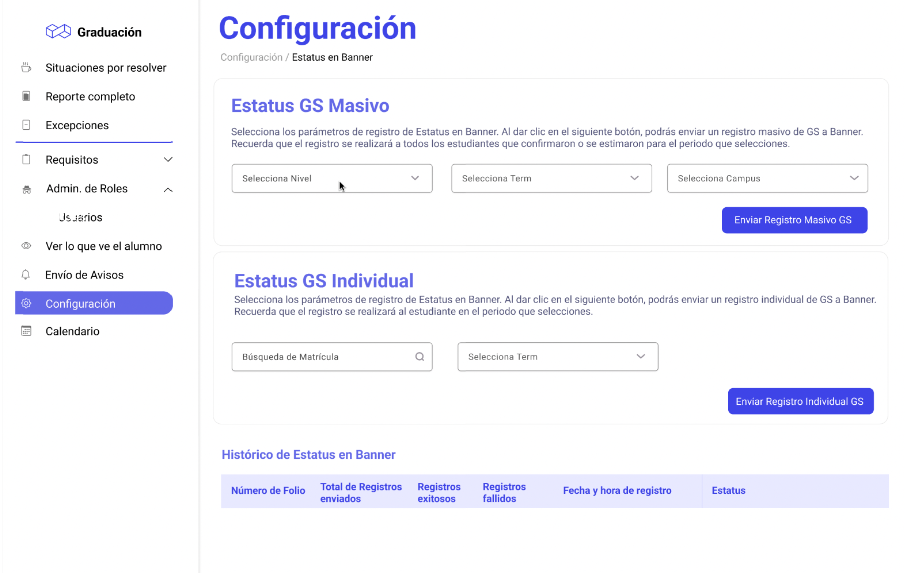 Graduación
Situaciones por resolver
Reporte completo
Excepciones
Requisitos
Admin. de Roles
Usuarios
Ver lo que ve el alumno
Envío de Avisos
Configuración
Calendario
Configuración
Configuración / Estatus en Banner
Estatus GS Masivo
Selecciona los parámetros de registro de Estatus en Banner. Al dar clic en el siguiente botón, podrás enviar un registro masivo de GS a Banner.
Recuerda que el registro se realizará a todos los estudiantes que confirmaron o se estimaron para el periodo que selecciones.
Selecciona Nivel
Selecciona Term
Selecciona Campus
Enviar Registro Masivo GS
Estatus GS Individual
Selecciona los parámetros de registro de Estatus en Banner. Al dar clic en el siguiente botón, podrás enviar un registro individual de GS a Banner.
Recuerda que el registro se realizará al estudiante en el periodo que selecciones.
Búsqueda de Matrícula
Selecciona Term
Enviar Registro Individual GS
Histórico de Estatus en Banner
Número de Folio
Total de Registros
enviados
Registros
exitosos
Registros
fallidos
Fecha y hora de registro
Estatus